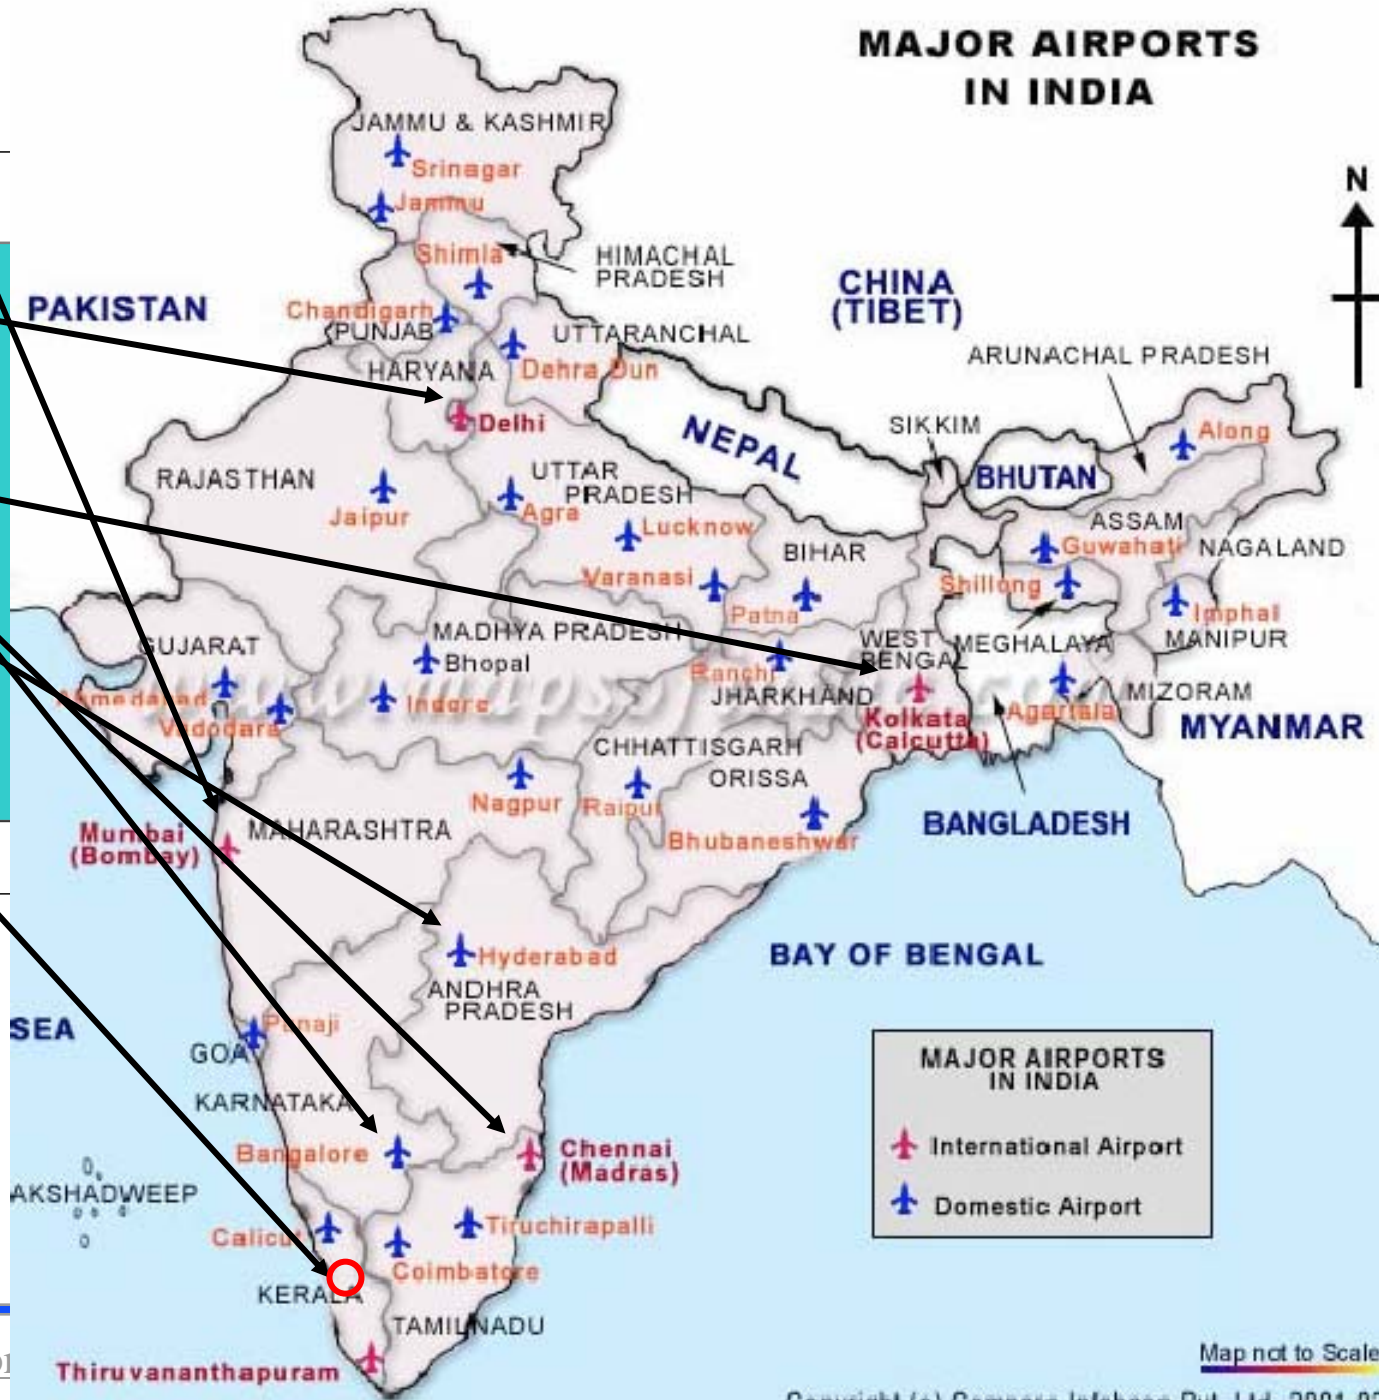 MAJOR AIRPORTS
IN INDIA
JAMMU & KASHMIR
Srinagar
Jammu
N
Shimla
HIMACHAL
PRADESH
CHINA
(TIBET)
PAKISTAN
Chandigarh
PUNJAB
UTTARANCHAL
ARUNACHAL PRADESH
HARYANA
Dehra Dun
Delhi
NEPAL
SIKKIM
Along
RAJASTHAN
UTTAR
PRADESH
BHUTAN
Jaipur
Agra
Lucknow
ASSAM
BIHAR
Guwahati
NAGALAND
Varanasi
Shillong
Patna
Imphal
GUJARAT
MADHYA PRADESH
WEST
BENGAL
MEGHALAYA
MANIPUR
Bhopal
Ranchi
JHARKHAND
MIZORAM
Ahmedabad
Indore
Vadodara
Kolkata
(Calcutta)
Agartala
MYANMAR
CHHATTISGARH
ORISSA
Nagpur
Raipur
BANGLADESH
Mumbai
(Bombay)
MAHARASHTRA
Bhubaneshwar
Hyderabad
BAY OF BENGAL
ANDHRA
PRADESH
SEA
Panaji
GOA
MAJOR AIRPORTS
IN INDIA
International Airport
Domestic Airport
KARNATAKA
Bangalore
Chennai
(Madras)
AKSHADWEEP
Calicut
Tiruchirapalli
Coimbatore
KERALA
TAMILNADU
Thiruvananthapuram
Map not to Scale